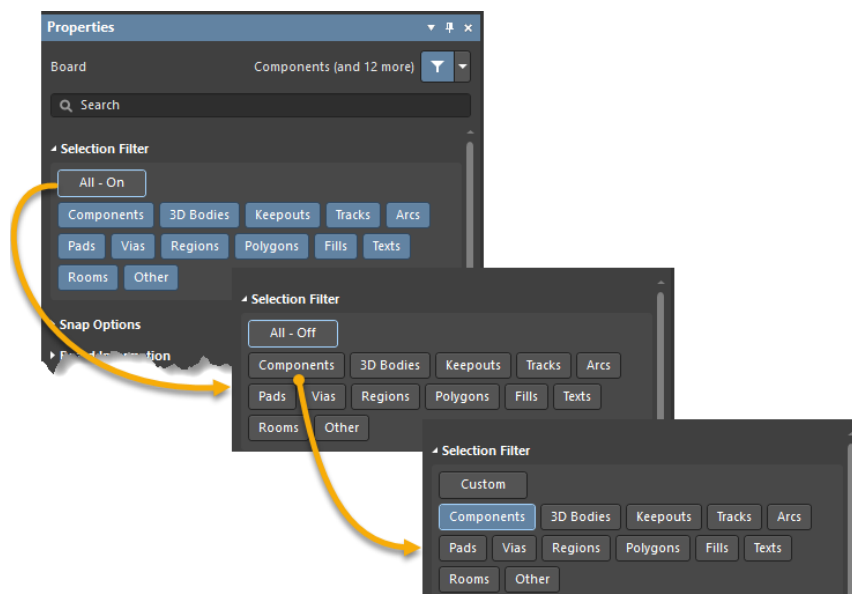 Properties
Board Components (and 12 more)
Search
Selection Filter
All - On
Components 3D Bodies Keepouts Tracks Arcs
Pads Vias Regions Polygons Fills Texts
Rooms Other
Snap Options
Selection Filter
All - Off
Components 3D Bodies Keepouts Tracks Arcs
Pads Vias Regions Polygons Fills Texts
Rooms Other
Selection Filter
Custom
Components 3D Bodies Keepouts Tracks Arcs
Pads Vias Regions Polygons Fills Texts
Rooms Other